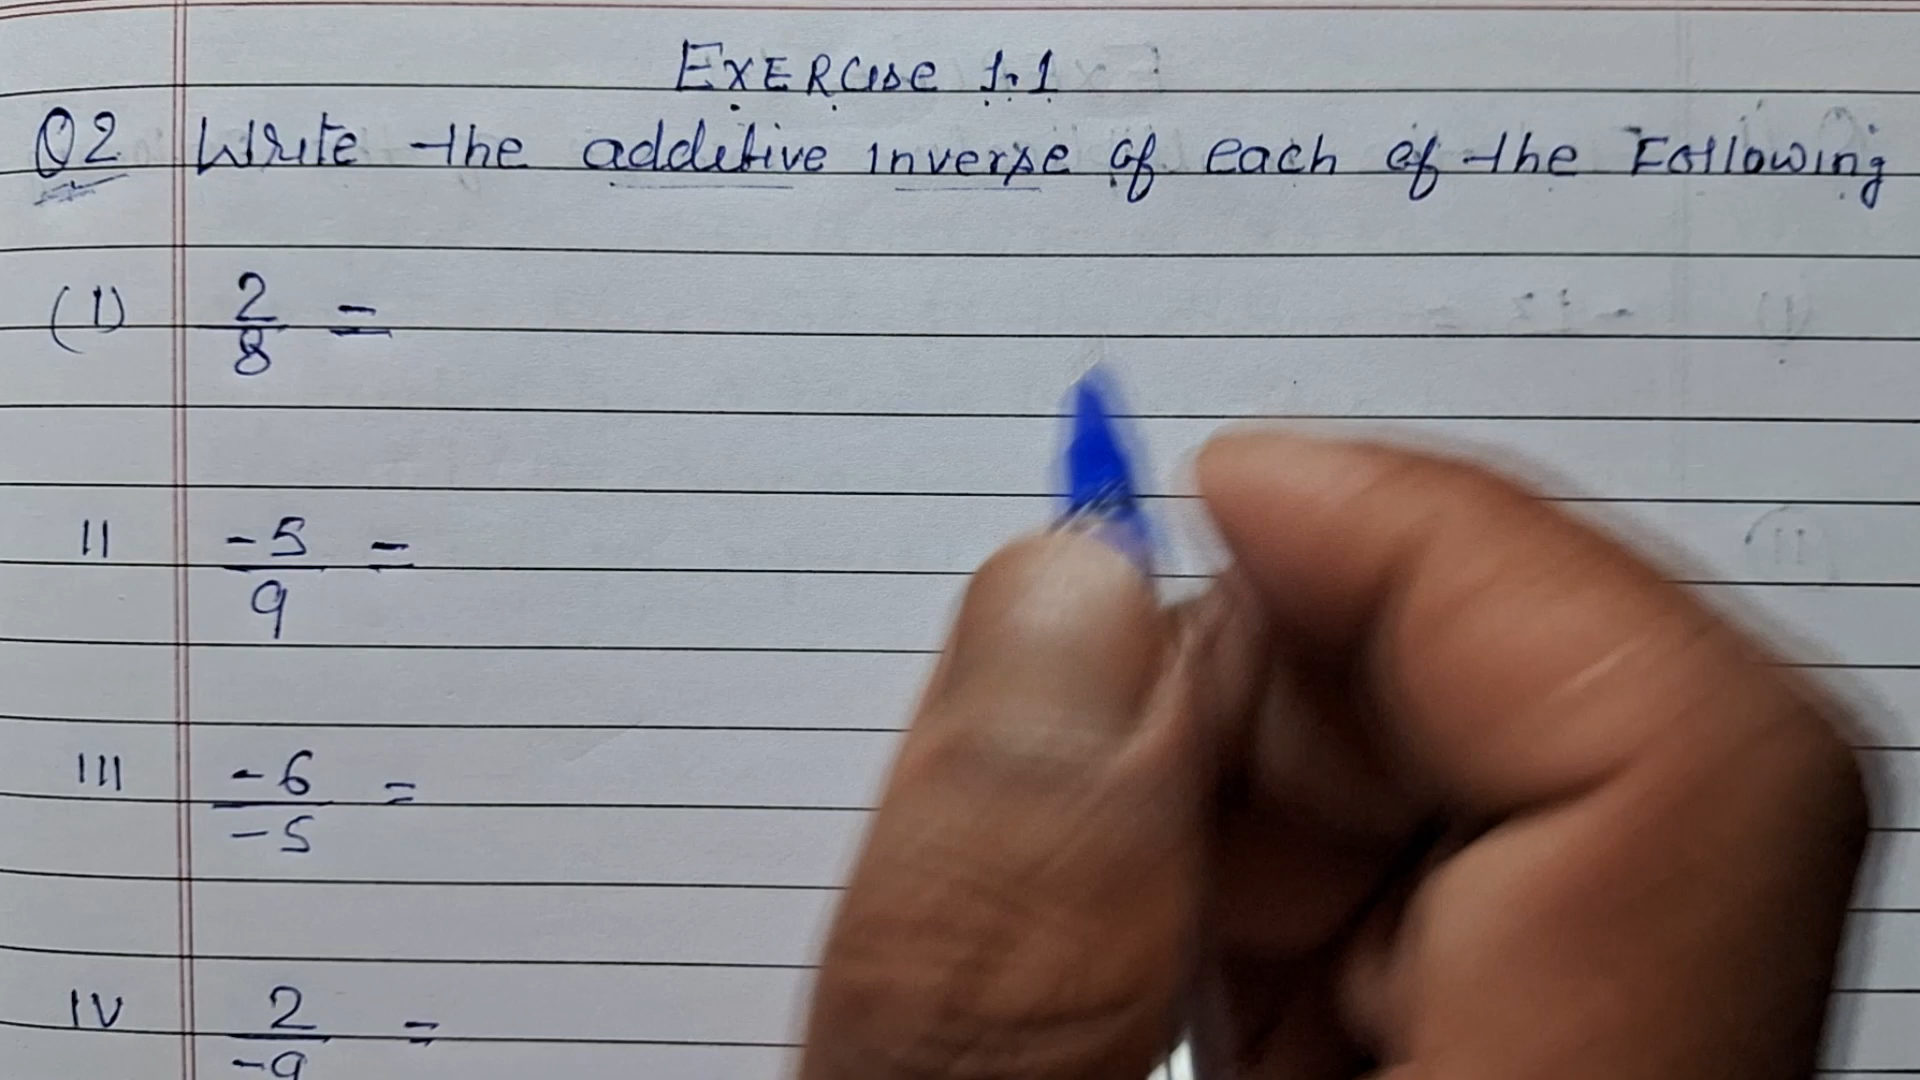 Exercise 1.1
Q2 Write the additive inverse of each of the Following
(I) 2/8 =
II -5/9 =
III -6/-5 =
IV 2/-9 =